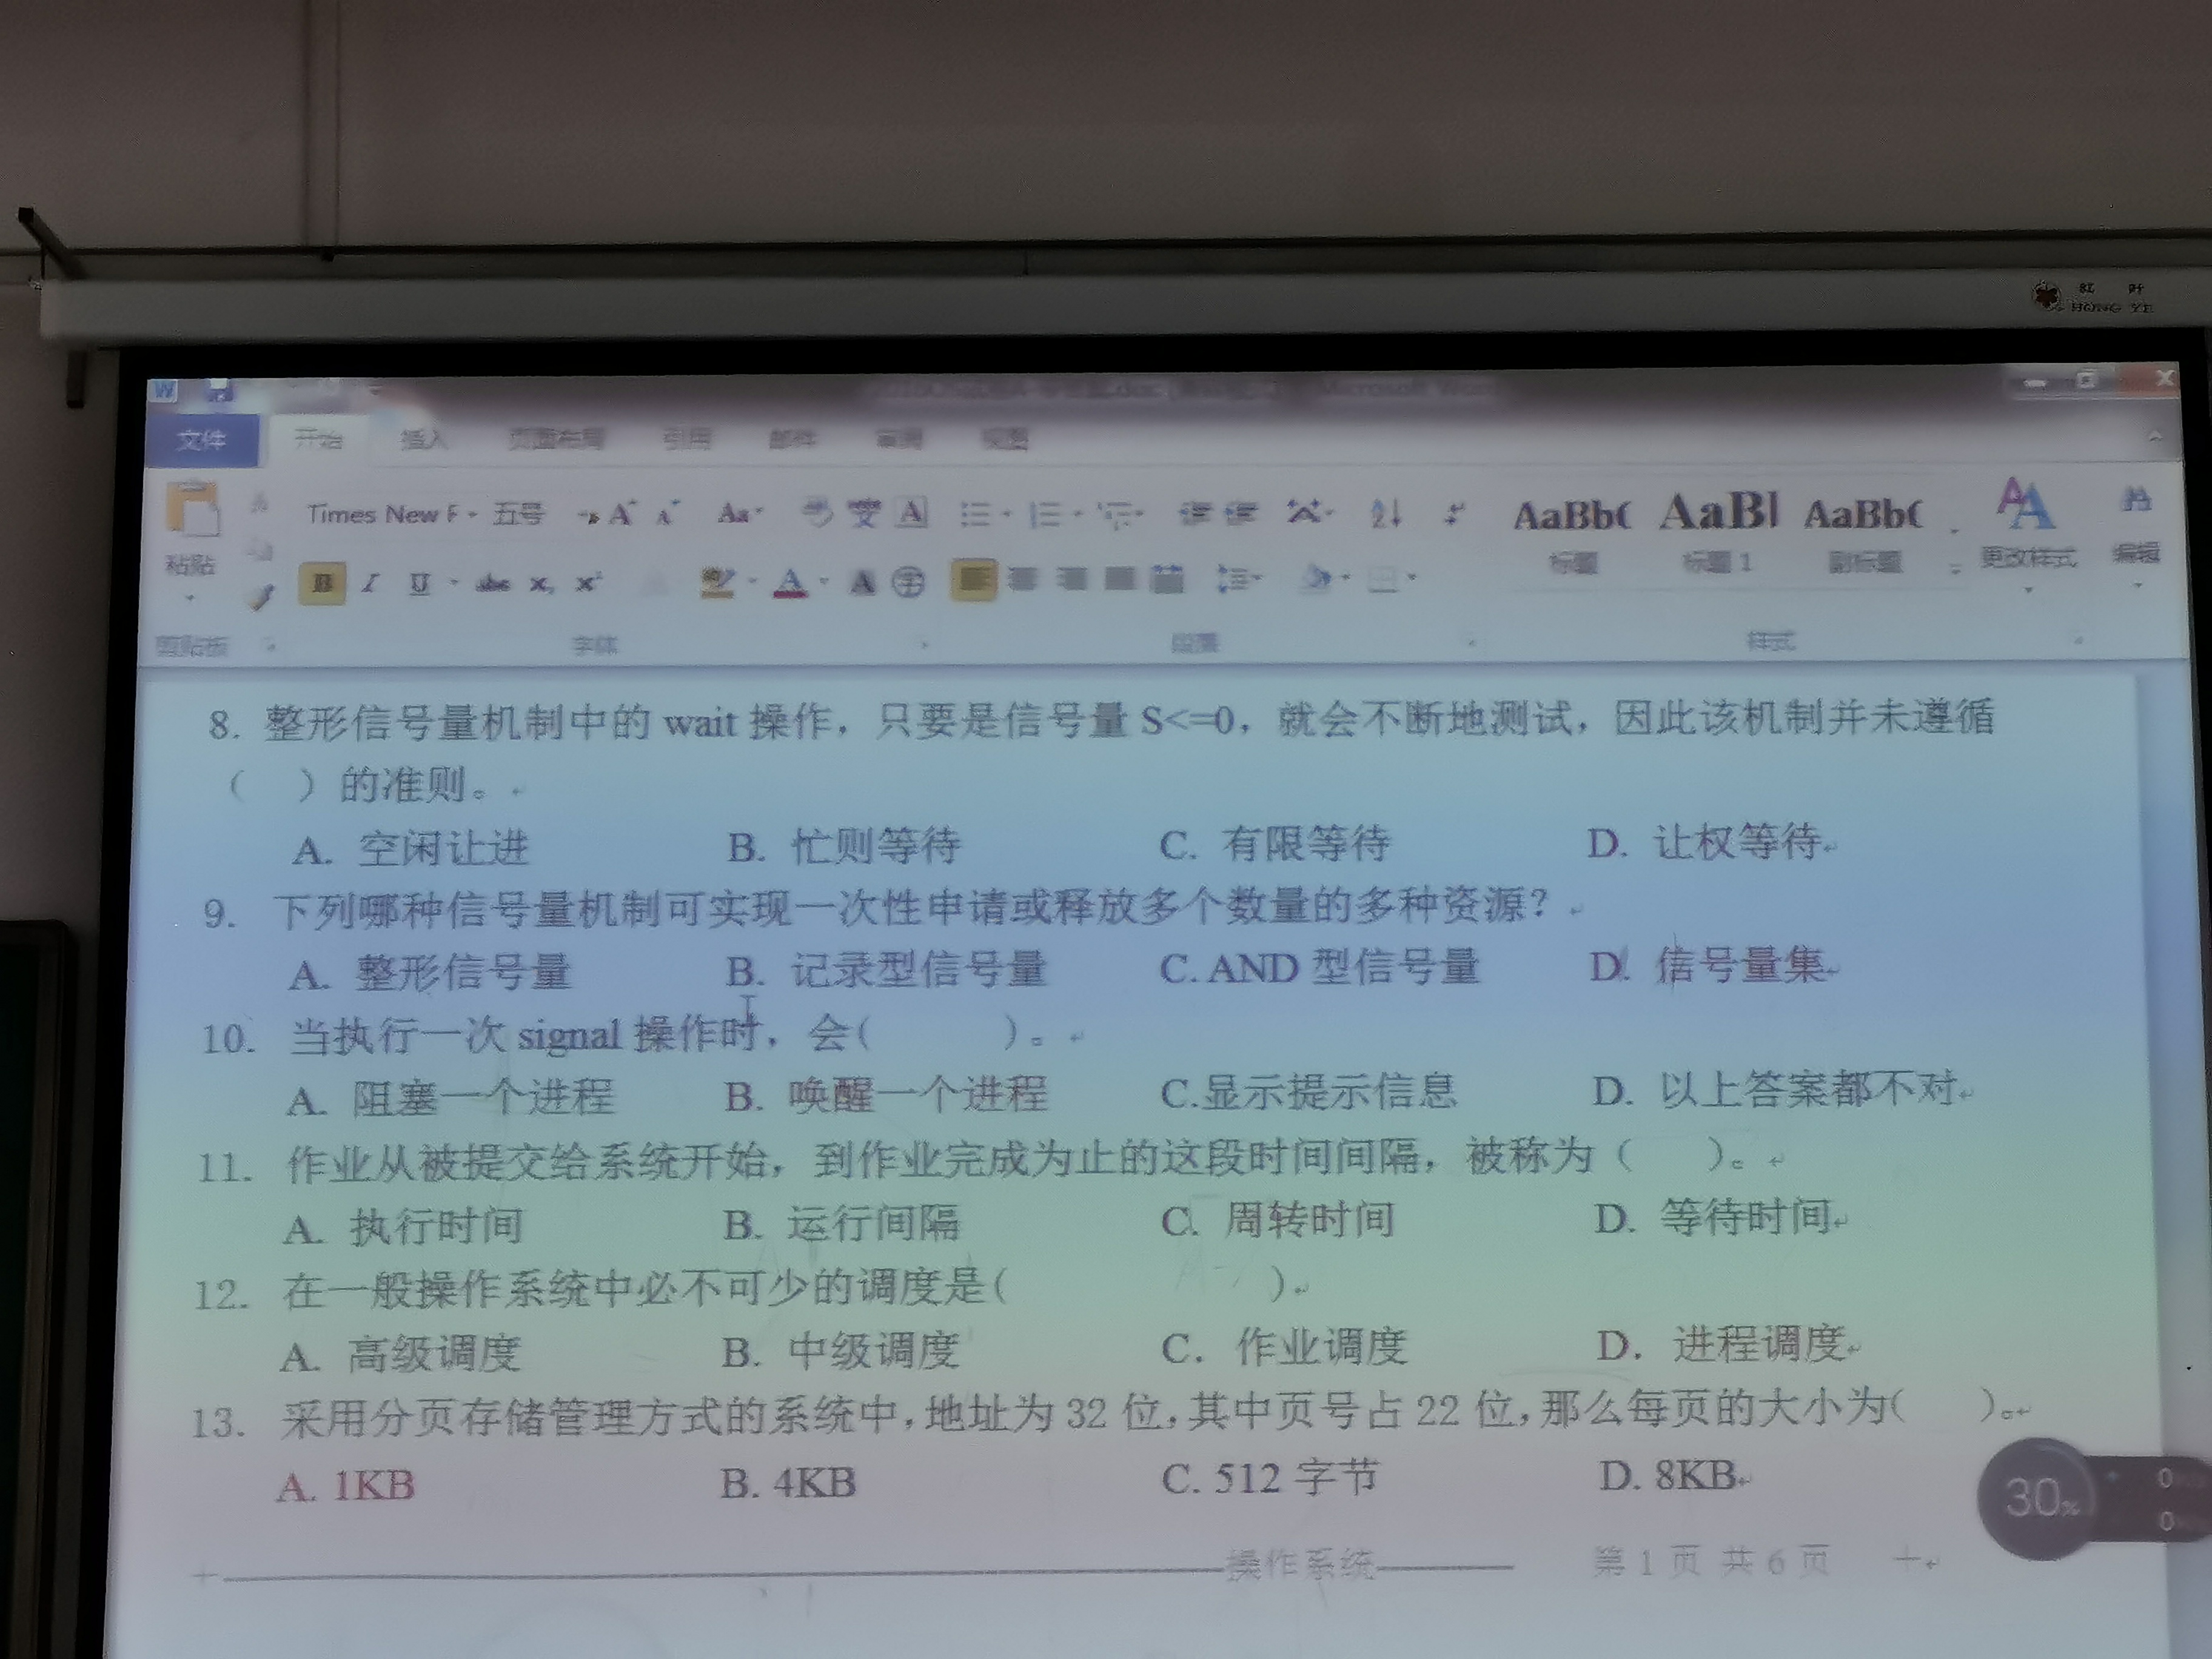 红 叶
HONG YE
文件 开始 插入 页面布局 引用 邮件 审阅 视图
Times New F 五号 AaBb( AaBl AaBb(
粘贴 标题 标题 1 副标题 更改样式 编辑
剪贴板 字体 段落 样式
8. 整形信号量机制中的 wait 操作，只要是信号量 S<=0，就会不断地测试，因此该机制并未遵循
（ ）的准则。
A. 空闲让进 B. 忙则等待 C. 有限等待 D. 让权等待
9. 下列哪种信号量机制可实现一次性申请或释放多个数量的多种资源？
A. 整形信号量 B. 记录型信号量 C. AND 型信号量 D. 信号量集
10. 当执行一次 signal 操作时，会( )。
A. 阻塞一个进程 B. 唤醒一个进程 C.显示提示信息 D. 以上答案都不对
11. 作业从被提交给系统开始，到作业完成为止的这段时间间隔，被称为（ ）。
A. 执行时间 B. 运行间隔 C. 周转时间 D. 等待时间
12. 在一般操作系统中必不可少的调度是( )。
A. 高级调度 B. 中级调度 C. 作业调度 D. 进程调度
13. 采用分页存储管理方式的系统中,地址为 32 位,其中页号占 22 位,那么每页的大小为( )。
A. 1KB B. 4KB C. 512 字节 D. 8KB
30% 0
0
操作系统 第 1 页 共 6 页